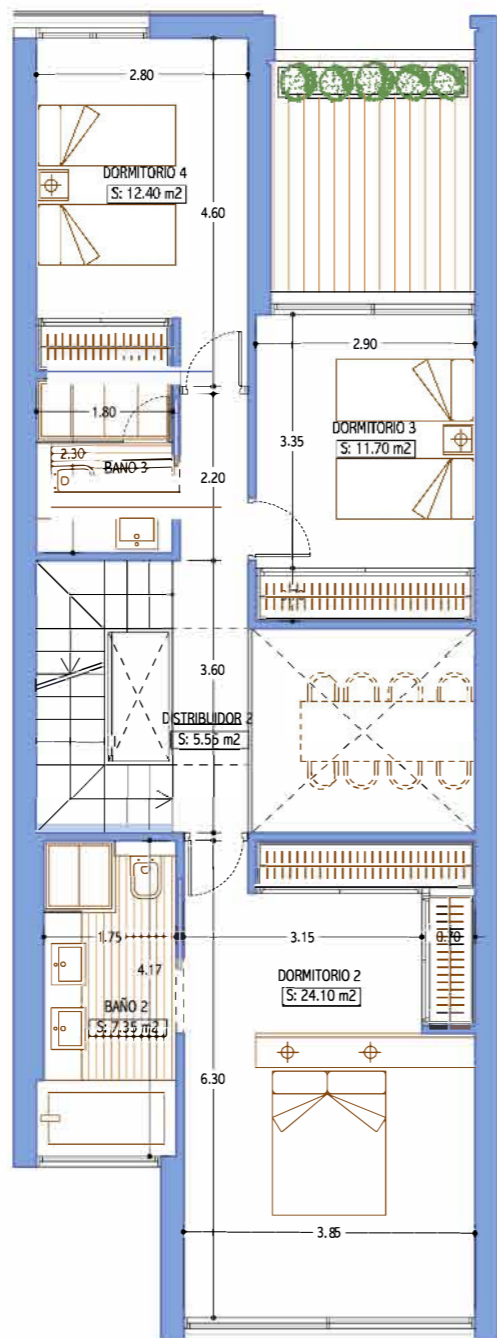 2.80
DORMITORIO 4
S: 12.40 m2
4.60
2.90
DORMITORIO 3
S: 11.70 m2
3.35
1.80
2.30
BAÑO 3
2.20
3.60
DISTRIBUIDOR 2
S: 5.55 m2
1.75
3.15
0.70
4.17
DORMITORIO 2
S: 24.10 m2
BAÑO 2
S: 7.35 m2
6.30
3.85